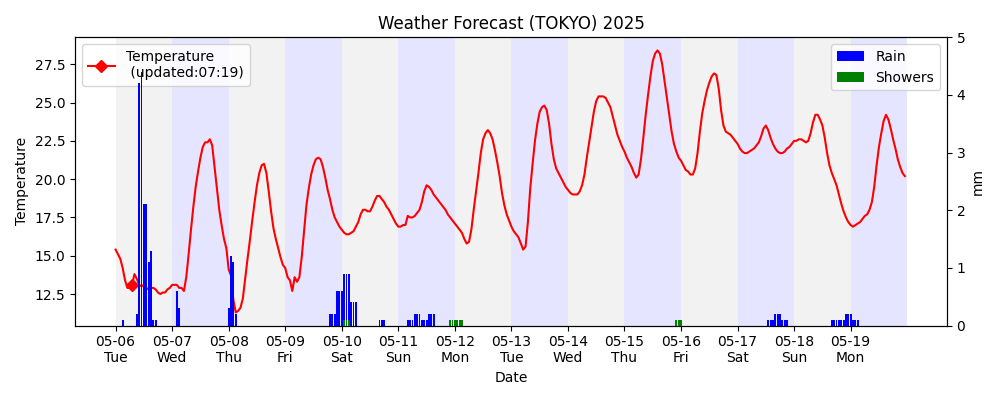 Weather Forecast (TOKYO) 2025
Temperature
(updated:07:19)
Rain
Showers
27.5
25.0
22.5
20.0
17.5
15.0
12.5
Temperature
5
4
3
2
1
0
mm
05-06 05-07 05-08 05-09 05-10 05-11 05-12 05-13 05-14 05-15 05-16 05-17 05-18 05-19
Tue Wed Thu Fri Sat Sun Mon Tue Wed Thu Fri Sat Sun Mon
Date